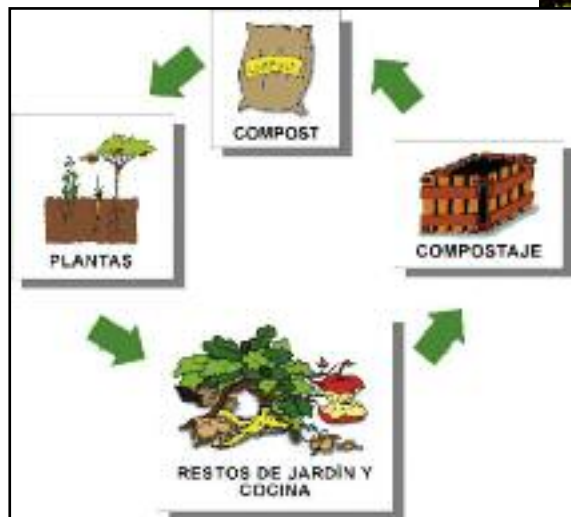 COMPOST
PLANTAS
COMPOSTAJE
RESTOS DE JARDÍN Y
COCINA